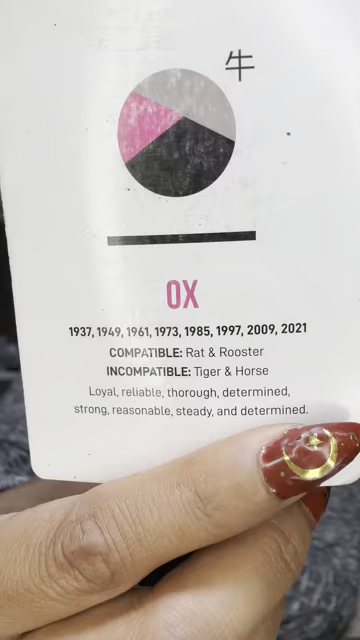 牛
OX
1937, 1949, 1961, 1973, 1985, 1997, 2009, 2021
COMPATIBLE: Rat & Rooster
INCOMPATIBLE: Tiger & Horse
Loyal, reliable, thorough, determined,
strong, reasonable, steady, and determined.